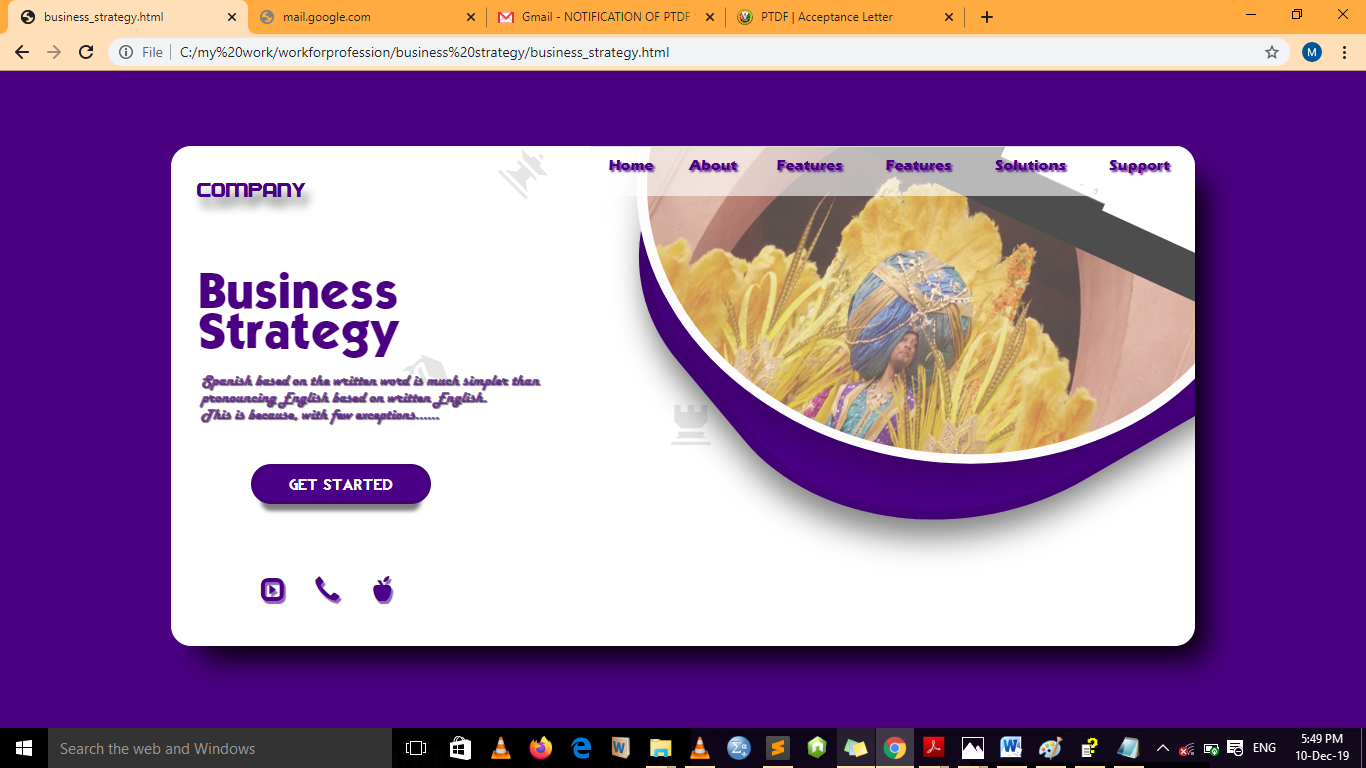 business_strategy.html
mail.google.com
Gmail - NOTIFICATION OF PTDF
PTDF | Acceptance Letter
File
C:/my%20work/workforprofession/business%20strategy/business_strategy.html
M
Home About Features Features Solutions Support
COMPANY
Business
Strategy
Spanish based on the written word is much simpler than
pronouncing English based on written English.
This is because, with few exceptions......
GET STARTED
Search the web and Windows
ENG
5:49 PM
10-Dec-19